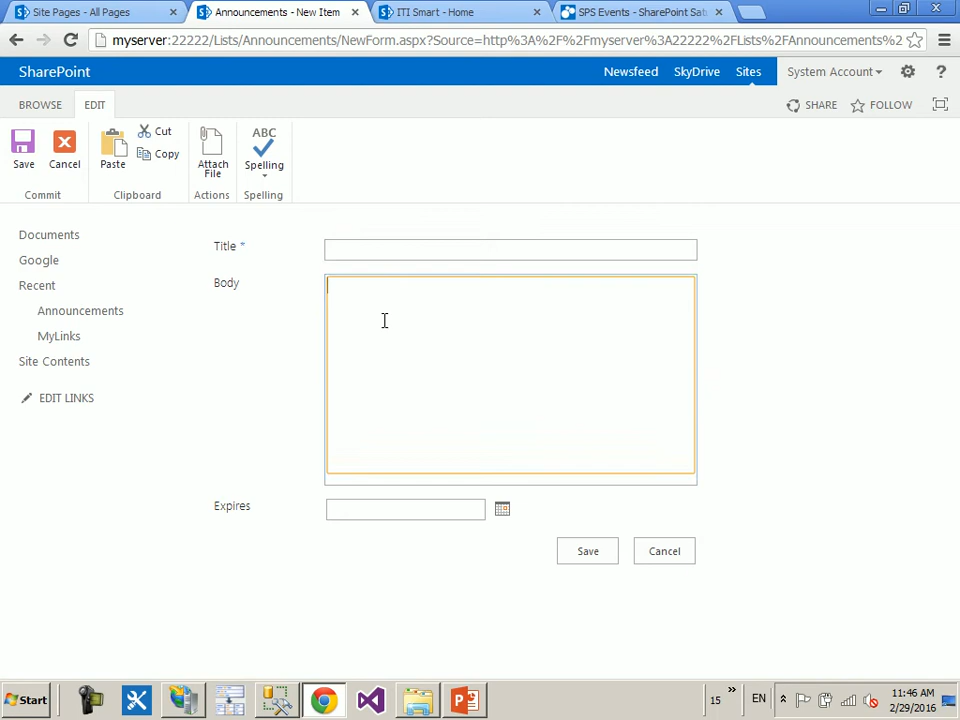 Site Pages - All Pages
Announcements - New Item
ITI Smart - Home
SPS Events - SharePoint Sat
myserver:22222/Lists/Announcements/NewForm.aspx?Source=http%3A%2F%2Fmyserver%3A22222%2FLists%2FAnnouncements%2
SharePoint
Newsfeed SkyDrive Sites System Account ?
BROWSE EDIT SHARE FOLLOW
ABC
Cut
Copy
Save Cancel Paste Attach File Spelling
Commit Clipboard Actions Spelling
Documents
Google
Recent
Announcements
MyLinks
Site Contents
EDIT LINKS
Title *
Body
Expires
Save Cancel
Start 15 » EN 11:46 AM
2/29/2016